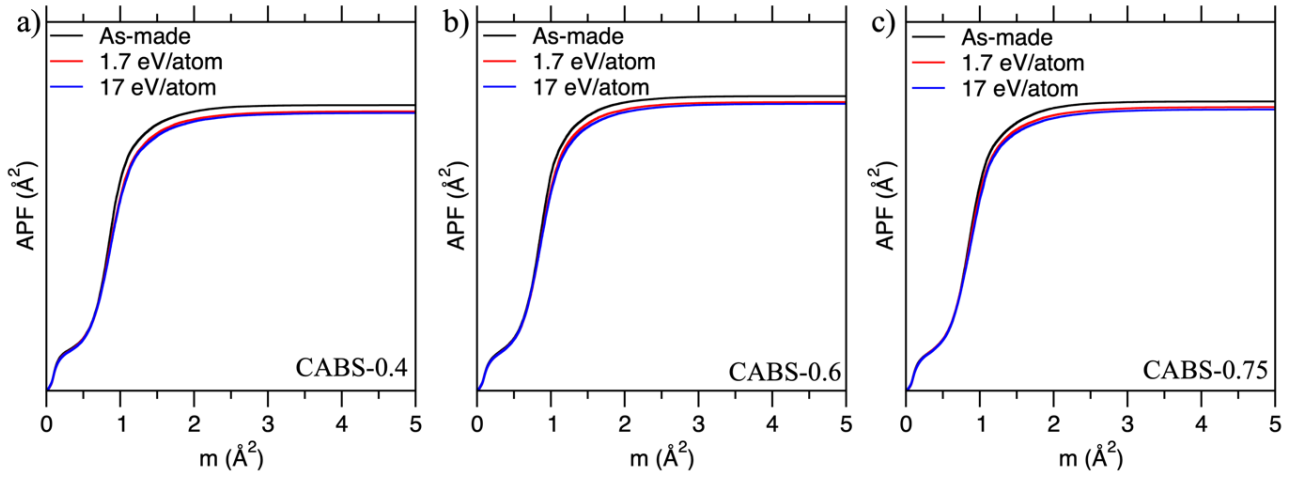 a)
As-made
1.7 eV/atom
17 eV/atom
APF (Å²)
CABS-0.4
0 1 2 3 4 5
m (Å²)
b)
As-made
1.7 eV/atom
17 eV/atom
APF (Å²)
CABS-0.6
0 1 2 3 4 5
m (Å²)
c)
As-made
1.7 eV/atom
17 eV/atom
APF (Å²)
CABS-0.75
0 1 2 3 4 5
m (Å²)